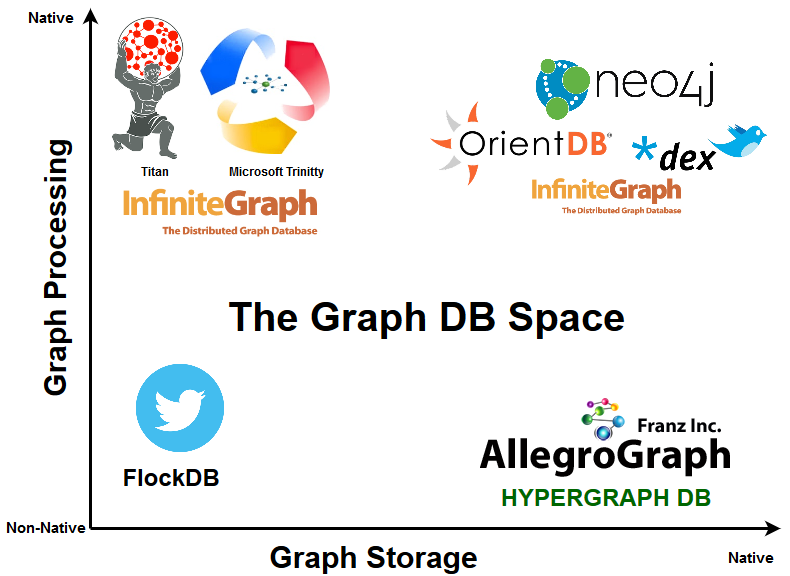 Native
neo4j
OrientDB®
*dex
Titan
Microsoft Trinitty
InfiniteGraph
The Distributed Graph Database
InfiniteGraph
The Distributed Graph Database
Graph Processing
The Graph DB Space
FlockDB
Franz Inc.
AllegroGraph
HYPERGRAPH DB
Non-Native
Graph Storage
Native